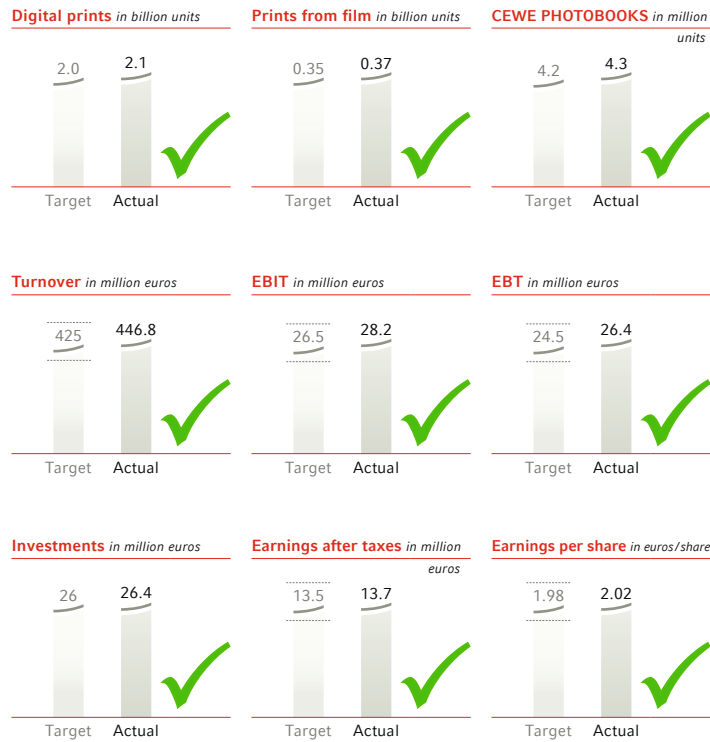 Digital prints in billion units
2.0 2.1
Target Actual
Prints from film in billion units
0.35 0.37
Target Actual
CEWE PHOTOBOOKS in million
units
4.2 4.3
Target Actual
Turnover in million euros
425 446.8
Target Actual
EBIT in million euros
26.5 28.2
Target Actual
EBT in million euros
24.5 26.4
Target Actual
Investments in million euros
26 26.4
Target Actual
Earnings after taxes in million
euros
13.5 13.7
Target Actual
Earnings per share in euros/share
1.98 2.02
Target Actual